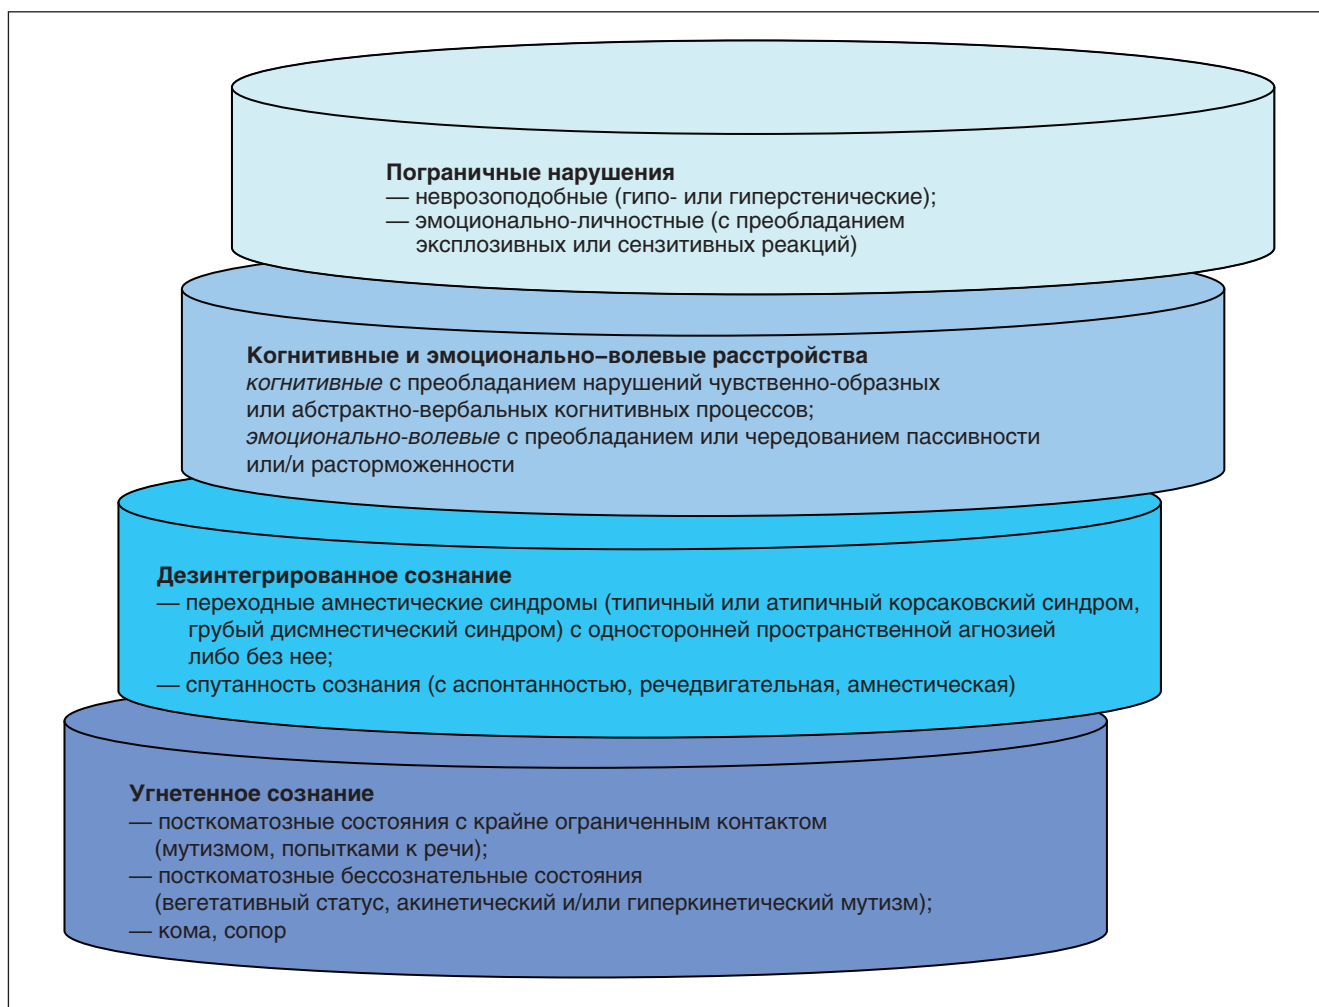 Пограничные нарушения
— неврозоподобные (гипо- или гиперстенические);
— эмоционально-личностные (с преобладанием
эксплозивных или сензитивных реакций)
Когнитивные и эмоционально–волевые расстройства
когнитивные с преобладанием нарушений чувственно-образных
или абстрактно-вербальных когнитивных процессов;
эмоционально-волевые с преобладанием или чередованием пассивности
или/и расторможенности
Дезинтегрированное сознание
— переходные амнестические синдромы (типичный или атипичный корсаковский синдром,
грубый дисмнестический синдром) с односторонней пространственной агнозией
либо без нее;
— спутанность сознания (с аспонтанностью, речедвигательная, амнестическая)
Угнетенное сознание
— посткоматозные состояния с крайне ограниченным контактом
(мутизмом, попытками к речи);
— посткоматозные бессознательные состояния
(вегетативный статус, акинетический и/или гиперкинетический мутизм);
— кома, сопор